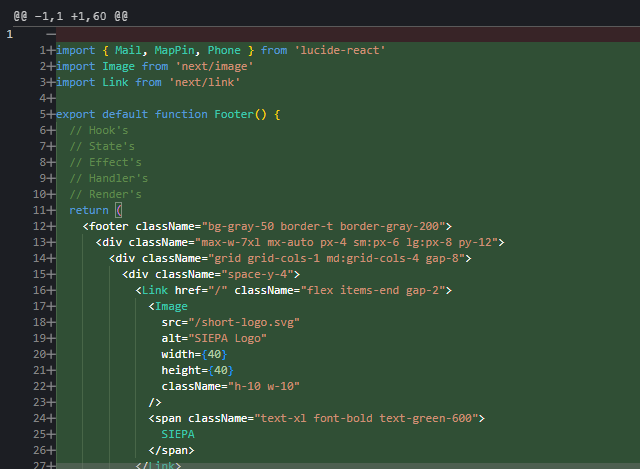 @@ -1,1 +1,60 @@
1 −
1+import { Mail, MapPin, Phone } from 'lucide-react'
2+import Image from 'next/image'
3+import Link from 'next/link'
4+
5+export default function Footer() {
6+  // Hook's
7+  // State's
8+  // Effect's
9+  // Handler's
10+  // Render's
11+  return (
12+    <footer className="bg-gray-50 border-t border-gray-200">
13+      <div className="max-w-7xl mx-auto px-4 sm:px-6 lg:px-8 py-12">
14+        <div className="grid grid-cols-1 md:grid-cols-4 gap-8">
15+          <div className="space-y-4">
16+            <Link href="/" className="flex items-end gap-2">
17+              <Image
18+                src="/short-logo.svg"
19+                alt="SIEPA Logo"
20+                width={40}
21+                height={40}
22+                className="h-10 w-10"
23+              />
24+              <span className="text-xl font-bold text-green-600">
25+                SIEPA
26+              </span>
27+            </Link>